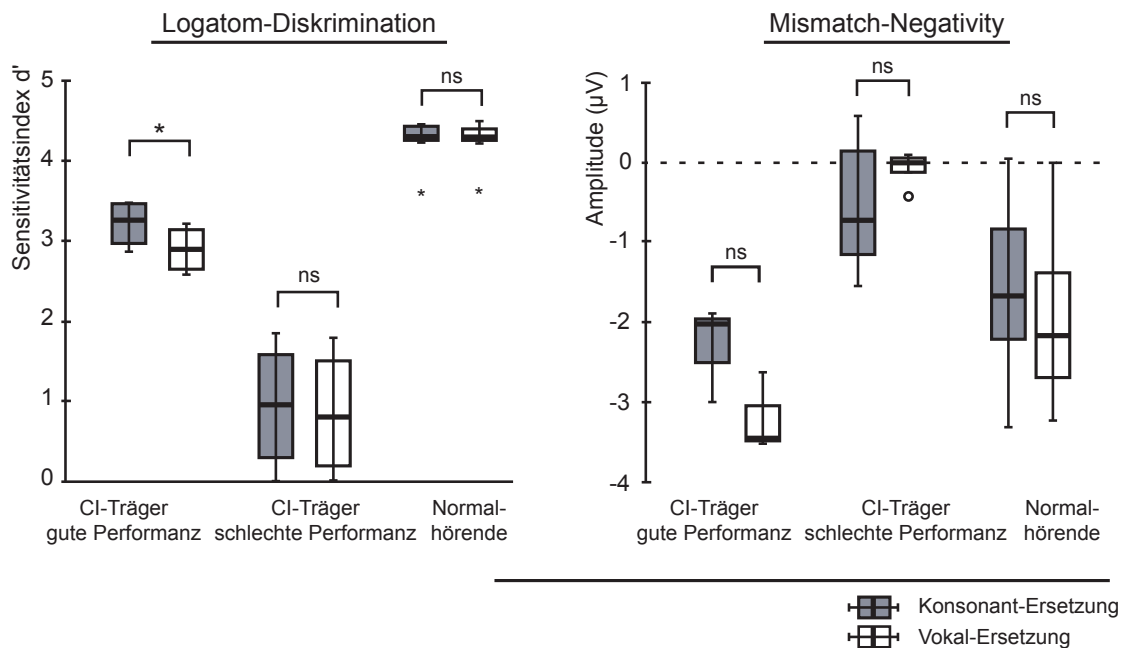 Logatom-Diskrimination
Sensitivitätsindex d'
5
4
3
2
1
0
*
ns
ns
*
*
CI-Träger
gute Performanz
CI-Träger
schlechte Performanz
Normal-
hörende
Mismatch-Negativity
Amplitude (µV)
1
0
-1
-2
-3
-4
ns
ns
ns
CI-Träger
gute Performanz
CI-Träger
schlechte Performanz
Normal-
hörende
Konsonant-Ersetzung
Vokal-Ersetzung